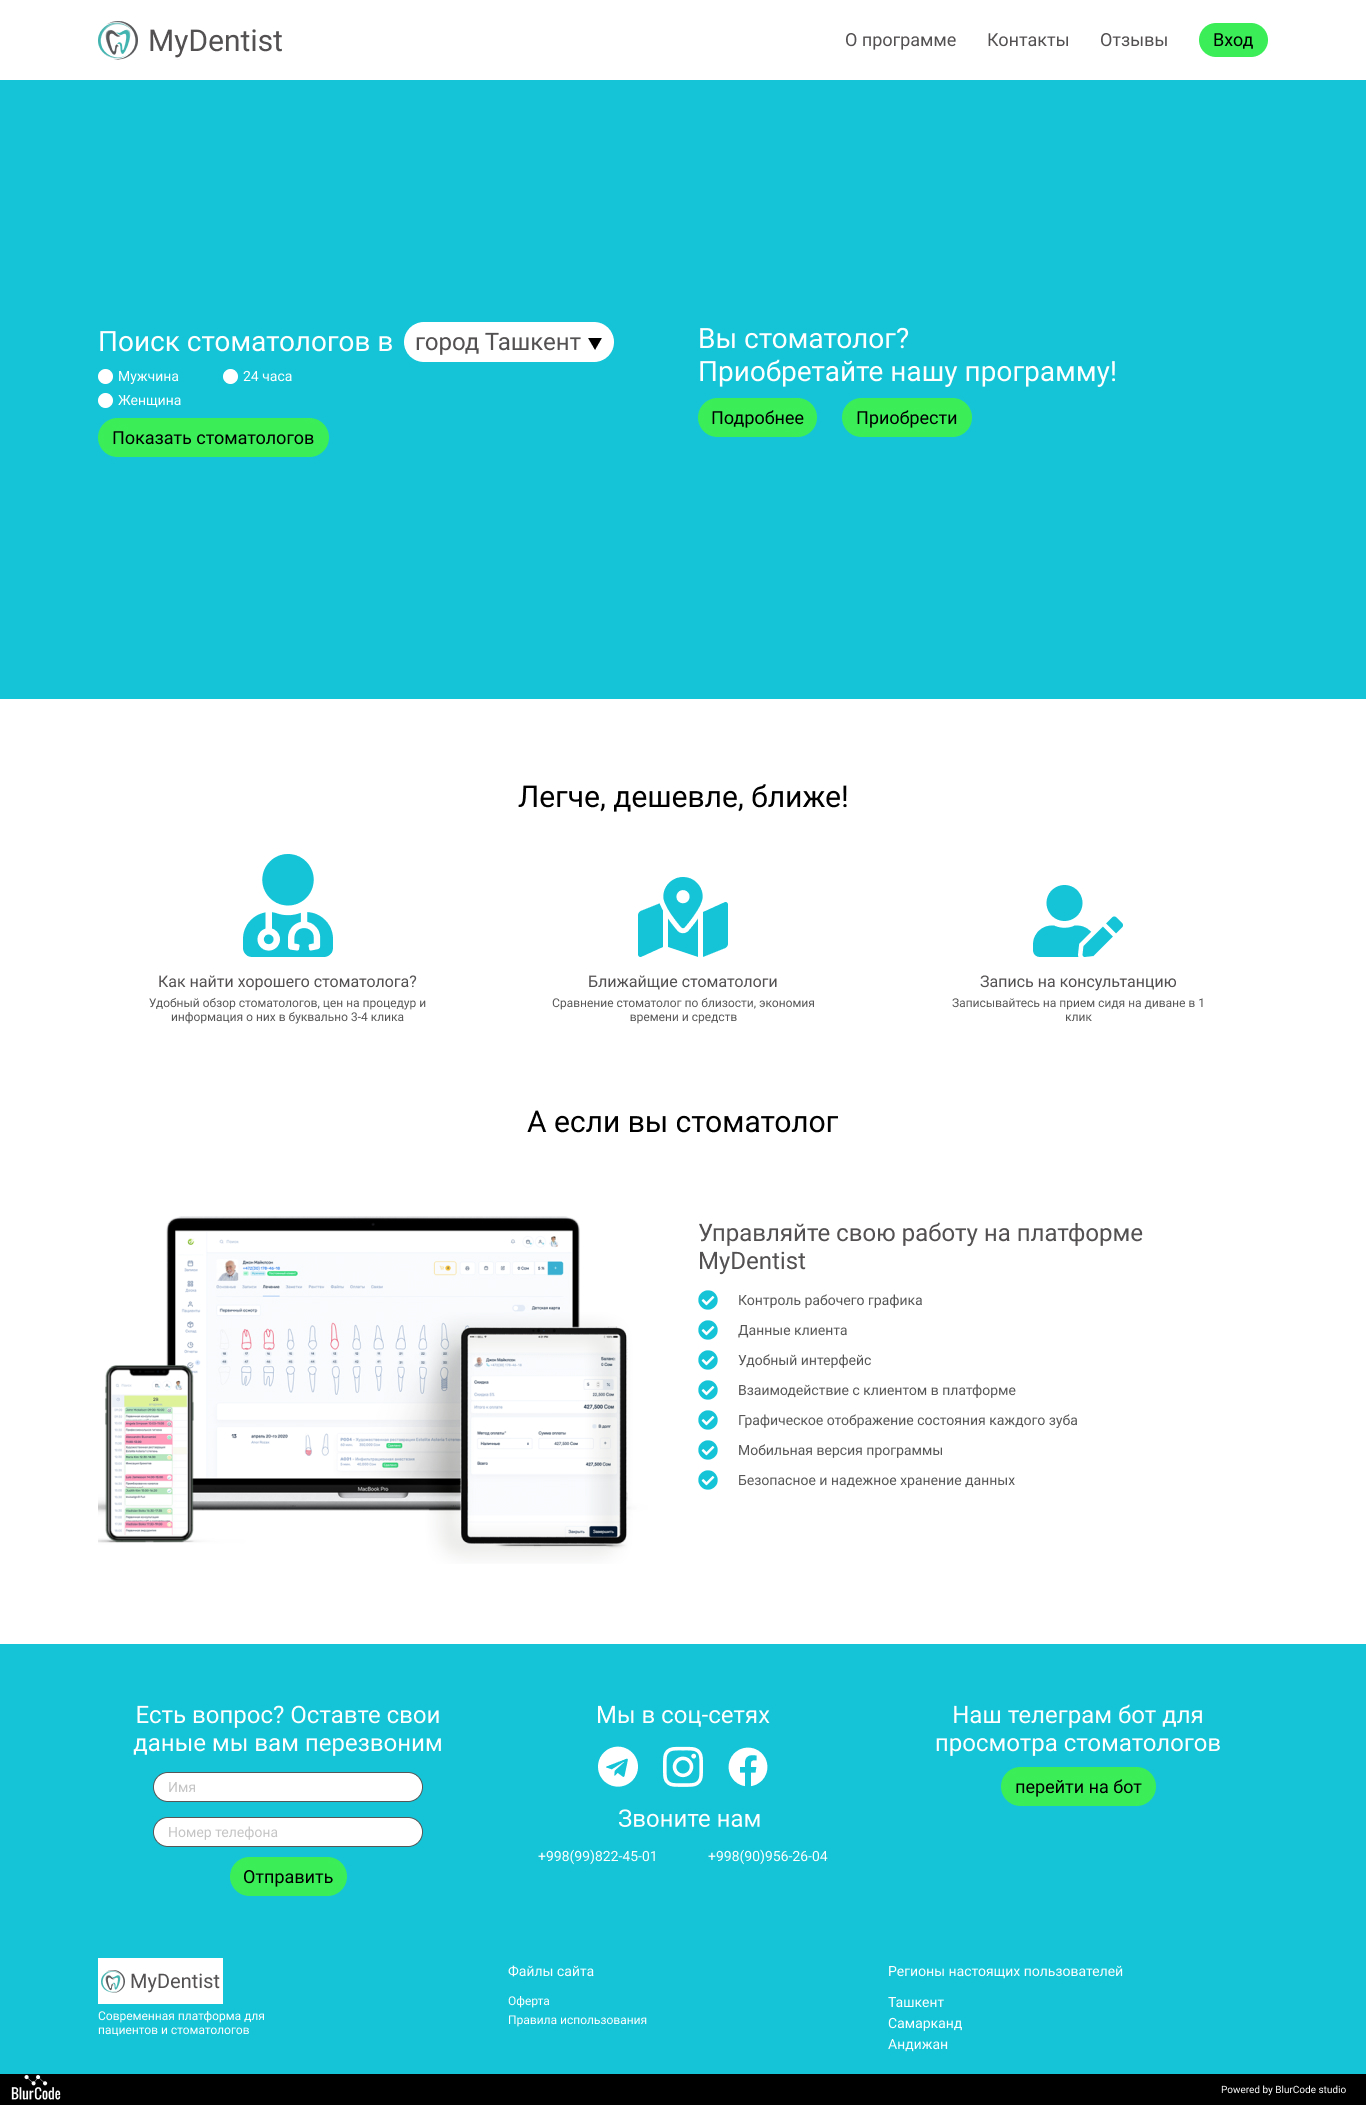 MyDentist
О программе
Контакты
Отзывы
Вход
Поиск стоматологов в
город Ташкент
Мужчина
24 часа
Женщина
Показать стоматологов
Вы стоматолог?
Приобретайте нашу программу!
Подробнее
Приобрести
Легче, дешевле, ближе!
Как найти хорошего стоматолога?
Удобный обзор стоматологов, цен на процедур и
информация о них в буквально 3-4 клика
Ближайщие стоматологи
Сравнение стоматолог по близости, экономия
времени и средств
Запись на консультанцию
Записывайтесь на прием сидя на диване в 1
клик
А если вы стоматолог
MacBook Pro
Управляйте свою работу на платформе
MyDentist
Контроль рабочего графика
Данные клиента
Удобный интерфейс
Взаимодействие с клиентом в платформе
Графическое отображение состояния каждого зуба
Мобильная версия программы
Безопасное и надежное хранение данных
Есть вопрос? Оставте свои
даные мы вам перезвоним
Имя
Номер телефона
Отправить
Мы в соц-сетях
Звоните нам
+998(99)822-45-01
+998(90)956-26-04
Наш телеграм бот для
просмотра стоматологов
перейти на бот
MyDentist
Современная платформа для
пациентов и стоматологов
Файлы сайта
Оферта
Правила использования
Регионы настоящих пользователей
Ташкент
Самарканд
Андижан
BlurCode
Powered by BlurCode studio